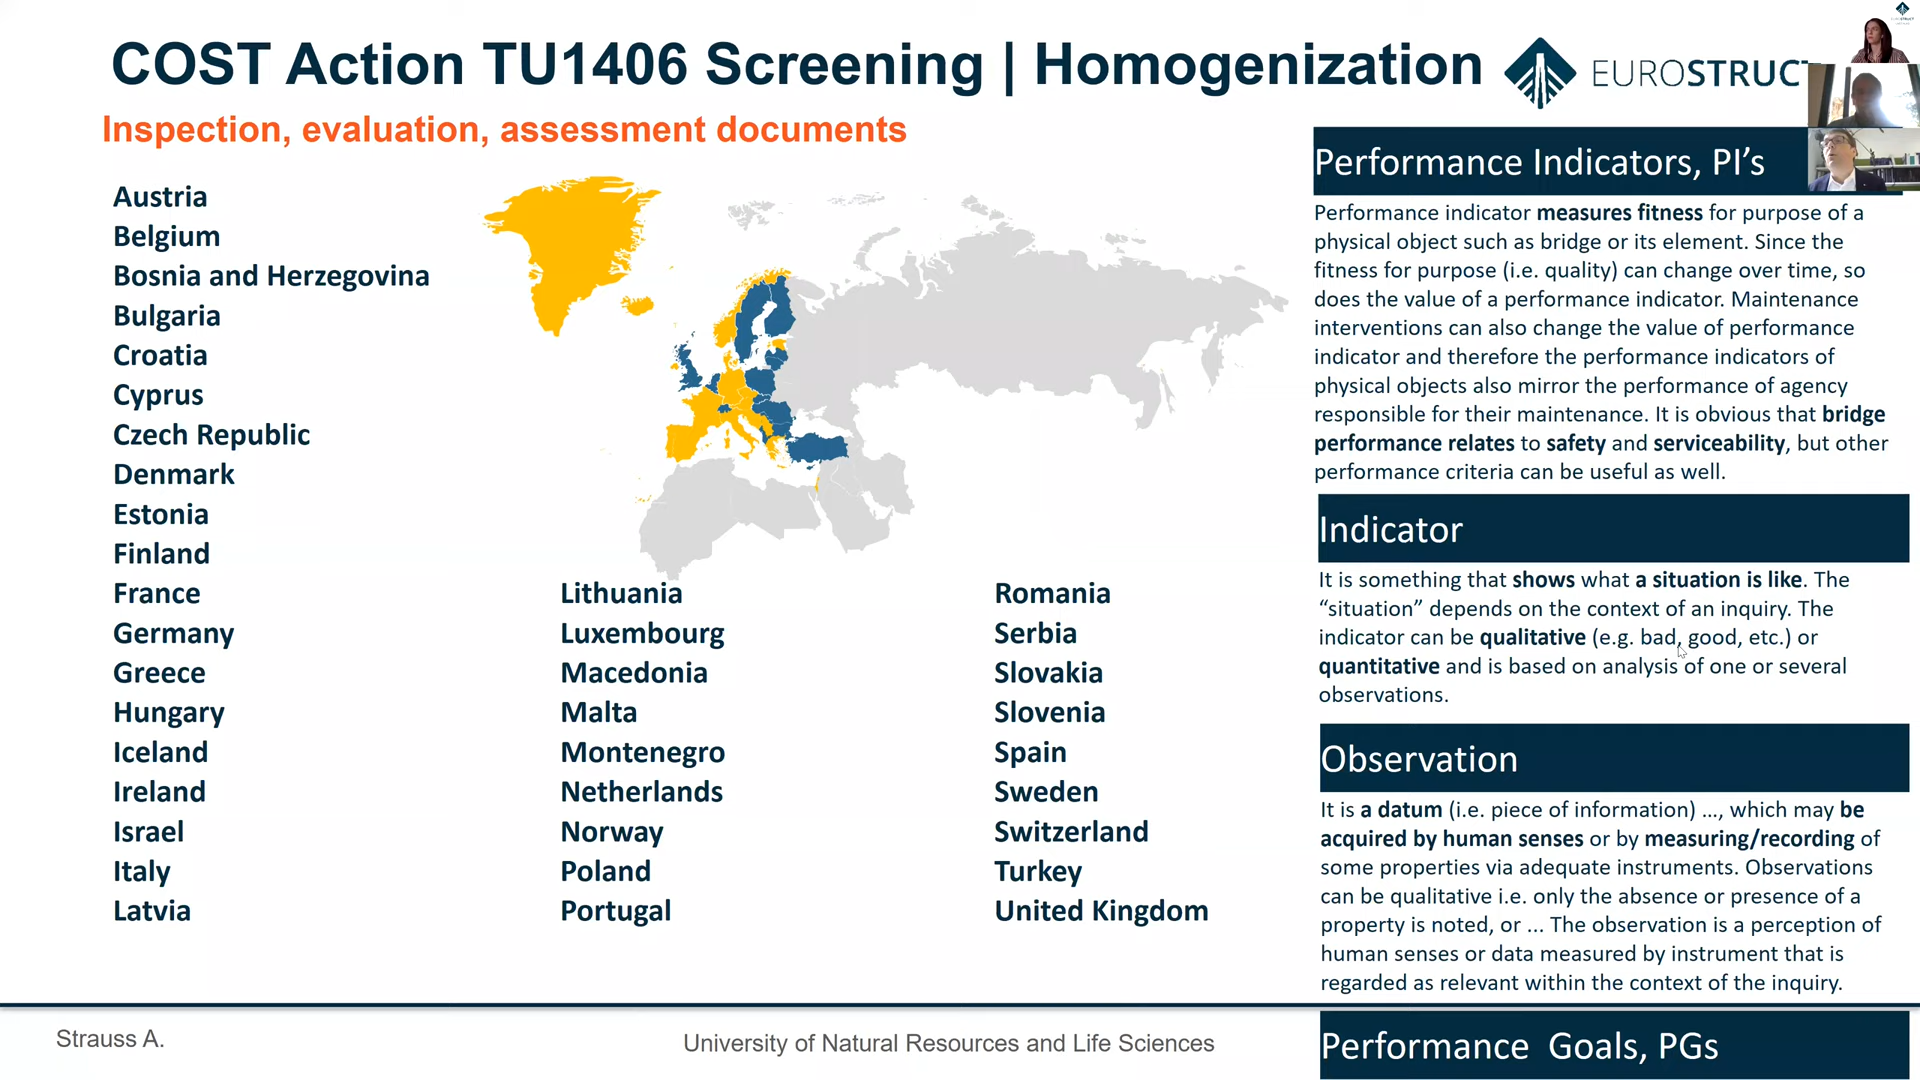 COST Action TU1406 Screening | Homogenization
EUROSTRUCT
Inspection, evaluation, assessment documents
Austria
Belgium
Bosnia and Herzegovina
Bulgaria
Croatia
Cyprus
Czech Republic
Denmark
Estonia
Finland
France
Germany
Greece
Hungary
Iceland
Ireland
Israel
Italy
Latvia
Lithuania
Luxembourg
Macedonia
Malta
Montenegro
Netherlands
Norway
Poland
Portugal
Romania
Serbia
Slovakia
Slovenia
Spain
Sweden
Switzerland
Turkey
United Kingdom
Performance Indicators, PI’s
Performance indicator measures fitness for purpose of a
physical object such as bridge or its element. Since the
fitness for purpose (i.e. quality) can change over time, so
does the value of a performance indicator. Maintenance
interventions can also change the value of performance
indicator and therefore the performance indicators of
physical objects also mirror the performance of agency
responsible for their maintenance. It is obvious that bridge
performance relates to safety and serviceability, but other
performance criteria can be useful as well.
Indicator
It is something that shows what a situation is like. The
“situation” depends on the context of an inquiry. The
indicator can be qualitative (e.g. bad, good, etc.) or
quantitative and is based on analysis of one or several
observations.
Observation
It is a datum (i.e. piece of information) ..., which may be
acquired by human senses or by measuring/recording of
some properties via adequate instruments. Observations
can be qualitative i.e. only the absence or presence of a
property is noted, or ... The observation is a perception of
human senses or data measured by instrument that is
regarded as relevant within the context of the inquiry.
Performance  Goals, PGs
Strauss A.
University of Natural Resources and Life Sciences